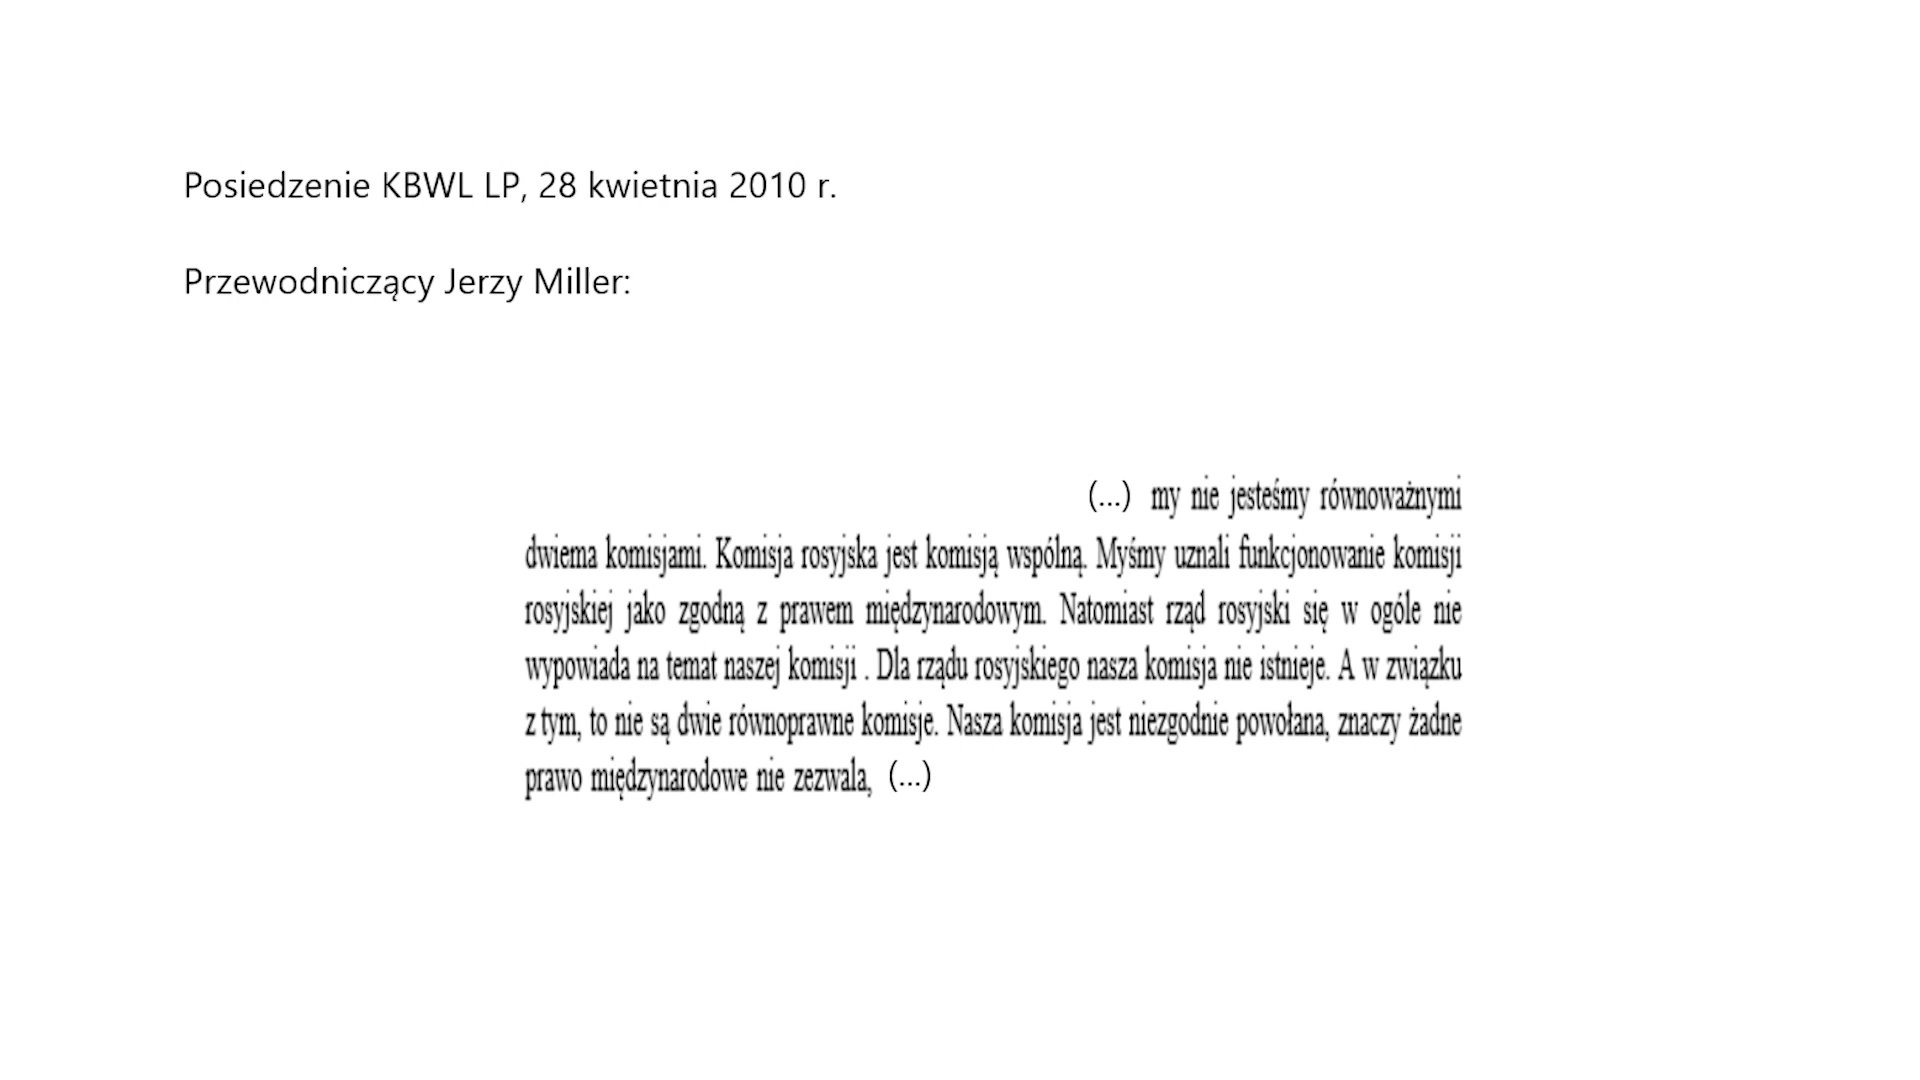 Posiedzenie KBWL LP, 28 kwietnia 2010 r.
Przewodniczący Jerzy Miller:
(...) my nie jesteśmy równoważnymi
dwiema komisjami. Komisja rosyjska jest komisją wspólną. Myśmy uznali funkcjonowanie komisji
rosyjskiej jako zgodną z prawem międzynarodowym. Natomiast rząd rosyjski się w ogóle nie
wypowiada na temat naszej komisji . Dla rządu rosyjskiego nasza komisja nie istnieje. A w związku
z tym, to nie są dwie równoprawne komisje. Nasza komisja jest niezgodnie powołana, znaczy żadne
prawo międzynarodowe nie zezwala, (...)